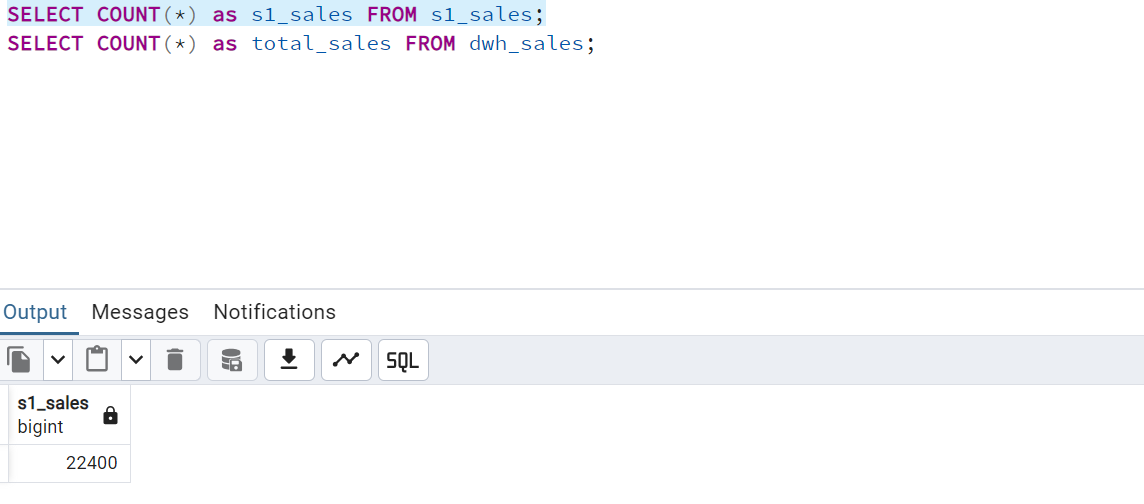 SELECT COUNT(*) as s1_sales FROM s1_sales;
SELECT COUNT(*) as total_sales FROM dwh_sales;
Output Messages Notifications
SQL
s1_sales
bigint
22400